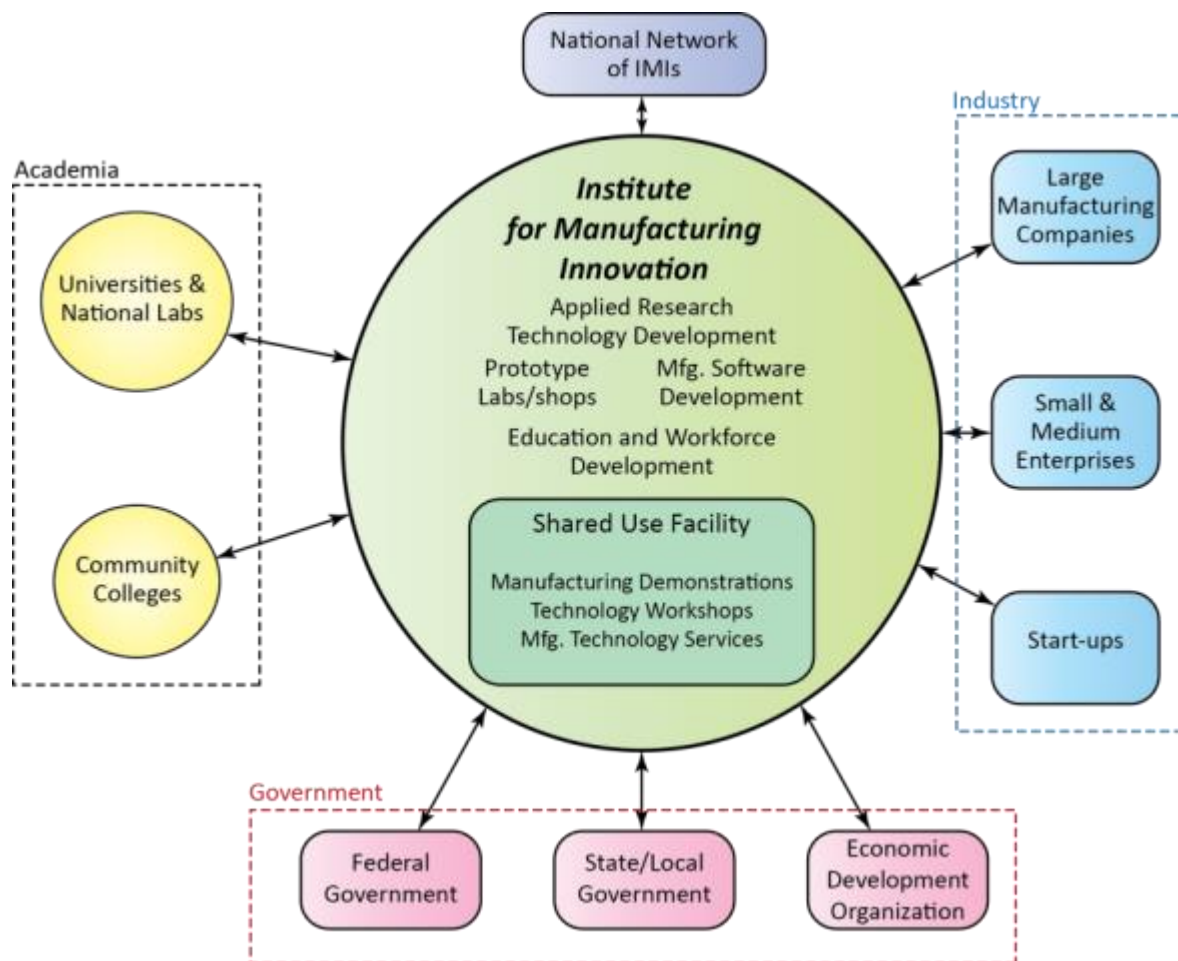 National Network
of IMIs
Industry
Academia
Institute
for Manufacturing
Innovation
Applied Research
Technology Development
Prototype
Labs/shops
Mfg. Software
Development
Education and Workforce
Development
Shared Use Facility
Manufacturing Demonstrations
Technology Workshops
Mfg. Technology Services
Universities &
National Labs
Community
Colleges
Large
Manufacturing
Companies
Small &
Medium
Enterprises
Start-ups
Government
Federal
Government
State/Local
Government
Economic
Development
Organization